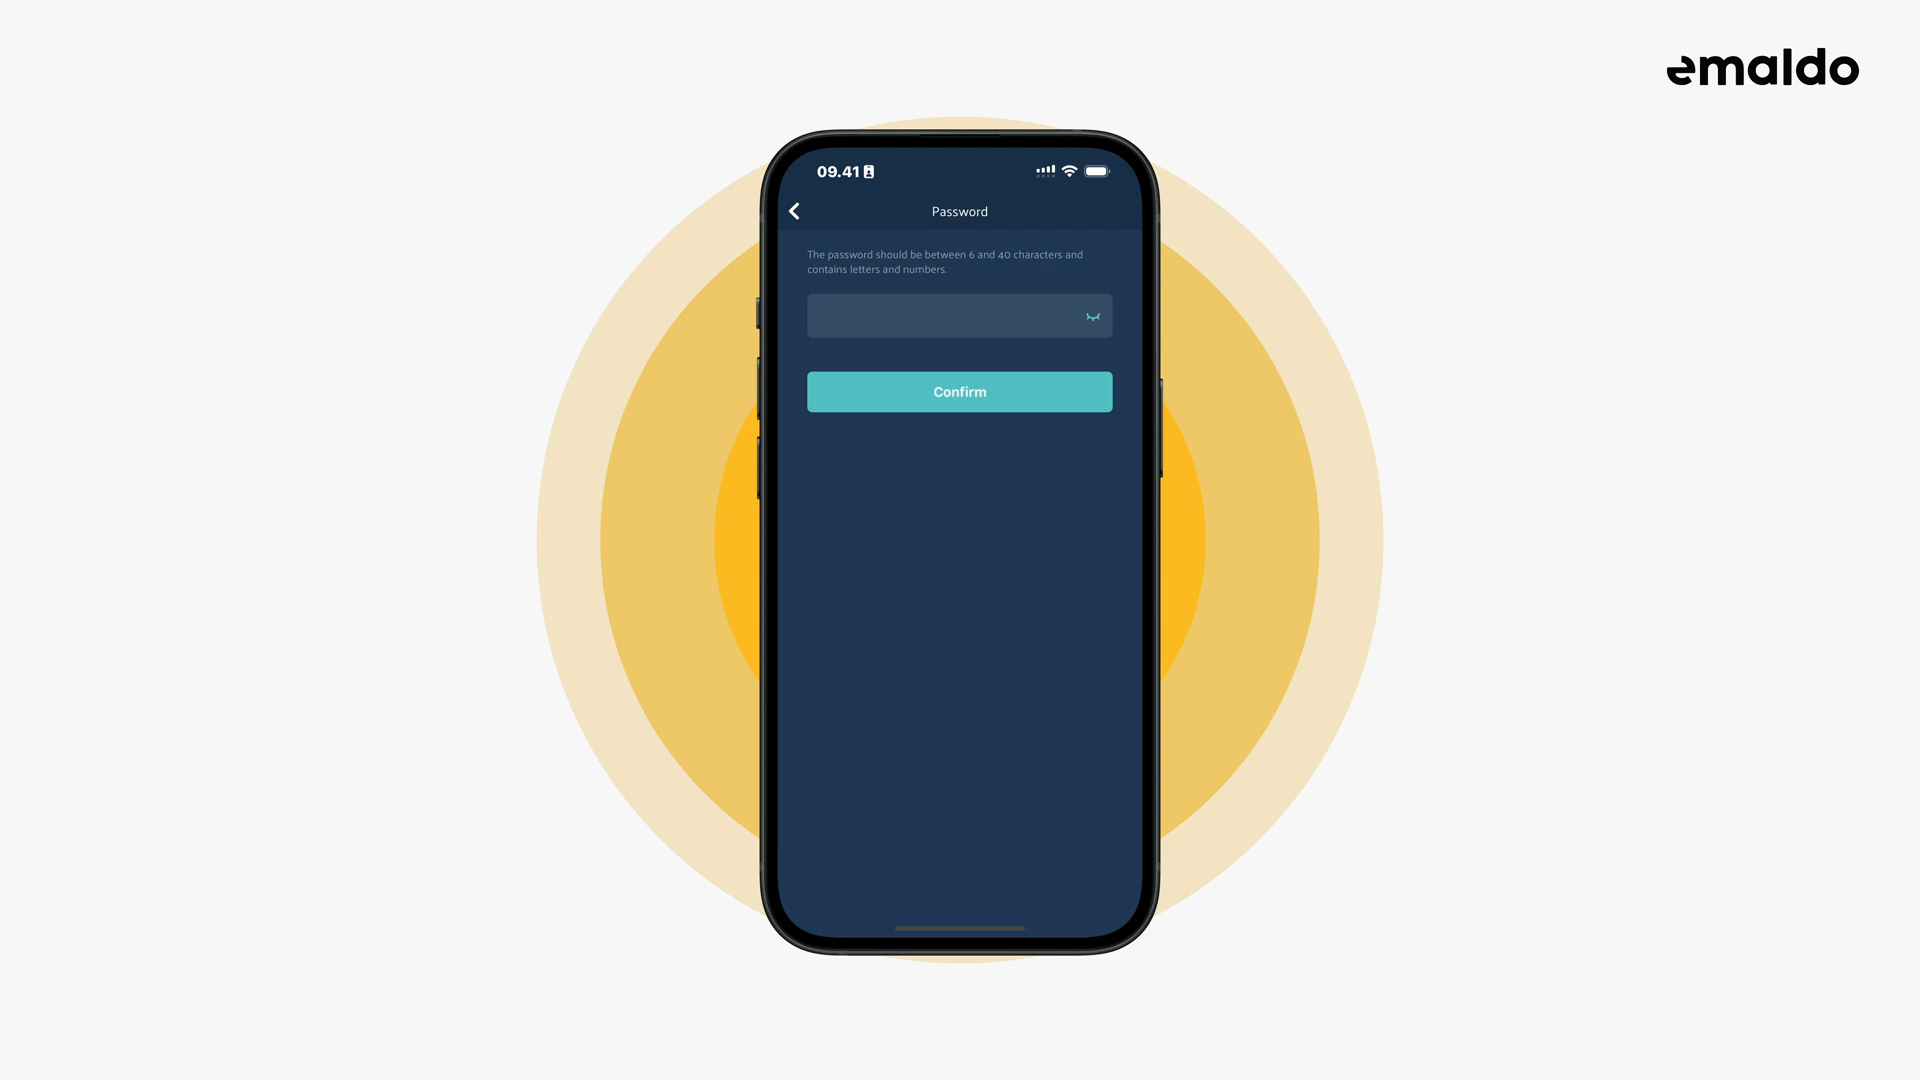 emaldo
09.41
Password
The password should be between 6 and 40 characters and
contains letters and numbers.
Confirm